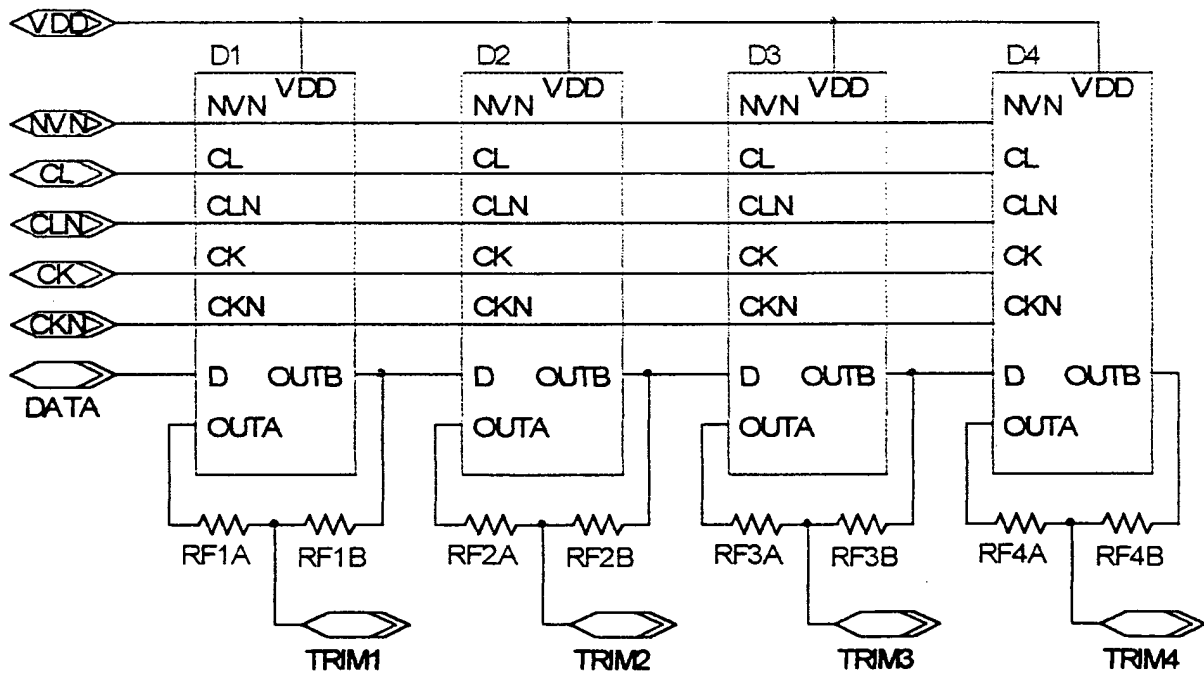 VDD
D1 D2 D3 D4
VDD VDD VDD VDD
NVN NVN NVN NVN NVN
CL CL CL CL CL
CLN CLN CLN CLN CLN
CK CK CK CK CK
CKN CKN CKN CKN CKN
D OUTB D OUTB D OUTB D OUTB
DATA
OUTA OUTA OUTA OUTA
RF1A RF1B RF2A RF2B RF3A RF3B RF4A RF4B
TRIM1 TRIM2 TRIM3 TRIM4